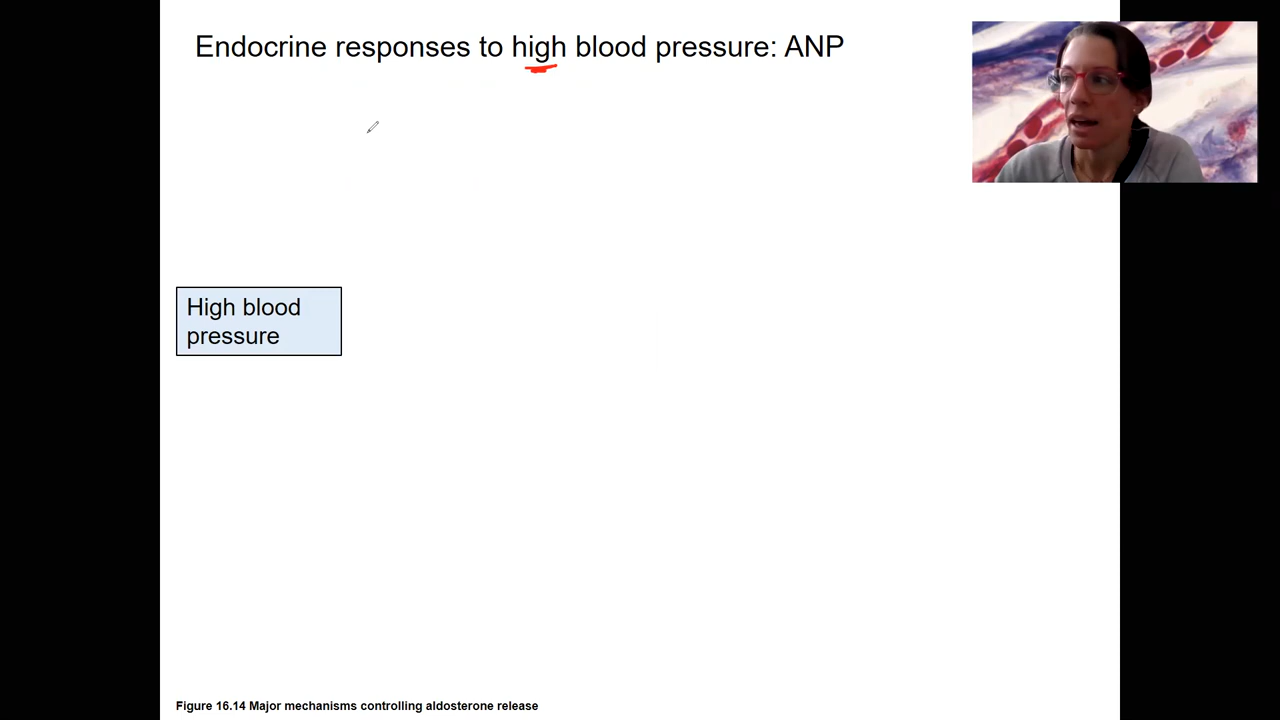 Endocrine responses to high blood pressure: ANP
High blood
pressure
Figure 16.14 Major mechanisms controlling aldosterone release